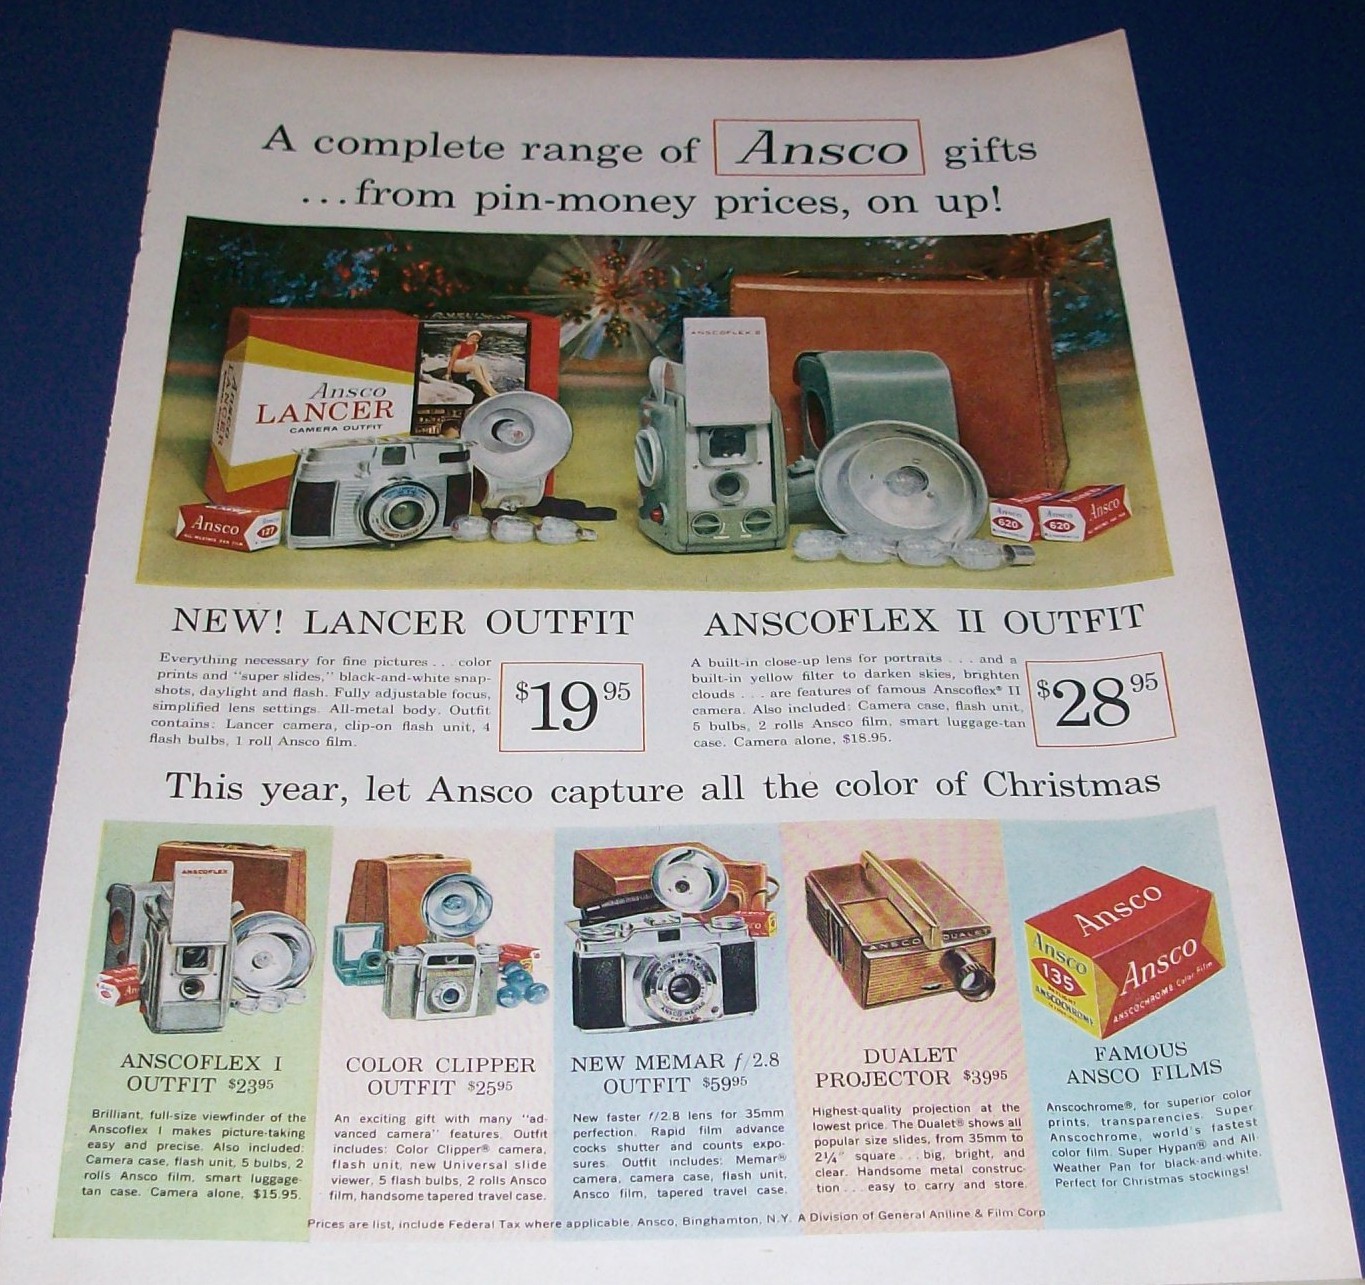 A complete range of Ansco gifts
...from pin-money prices, on up!
ANSCOFLEX II
Ansco
LANCER
CAMERA OUTFIT
Ansco
LANCER
Ansco
127
Ansco
620
Ansco
620
Ansco
NEW! LANCER OUTFIT
Everything necessary for fine pictures . . . color
prints and "super slides," black-and-white snap-
shots, daylight and flash. Fully adjustable focus,
simplified lens settings. All-metal body. Outfit
contains: Lancer camera, clip-on flash unit, 4
flash bulbs, 1 roll Ansco film.
$19 95
ANSCOFLEX II OUTFIT
A built-in close-up lens for portraits . . . and a
built-in yellow filter to darken skies, brighten
clouds . . . are features of famous Anscoflex® II
camera. Also included: Camera case, flash unit,
5 bulbs, 2 rolls Ansco film, smart luggage-tan
case. Camera alone, $18.95.
$28 95
This year, let Ansco capture all the color of Christmas
ANSCOFLEX
ANSCOFLEX I
OUTFIT $23 95
Brilliant, full-size viewfinder of the
Anscoflex I makes picture-taking
easy and precise. Also included:
Camera case, flash unit, 5 bulbs, 2
rolls Ansco film, smart luggage-
tan case. Camera alone, $15.95.
COLOR CLIPPER
OUTFIT $25 95
An exciting gift with many "ad-
vanced camera" features. Outfit
includes: Color Clipper® camera,
flash unit, new Universal slide
viewer, 5 flash bulbs, 2 rolls Ansco
film, handsome tapered travel case.
NEW MEMAR f/2.8
OUTFIT $59 95
New faster f/2.8 lens for 35mm
perfection. Rapid film advance
cocks shutter and counts expo-
sures. Outfit includes: Memar®
camera, camera case, flash unit,
Ansco film, tapered travel case.
ANSCO DUALET
DUALET
PROJECTOR $39 95
Highest-quality projection at the
lowest price. The Dualet® shows all
popular size slides, from 35mm to
2¼" square . . . big, bright, and
clear. Handsome metal construc-
tion . . . easy to carry and store.
Ansco
Ansco
ANSCOCHROME Color Film
Ansco
135
ANSCOCHROME
FAMOUS
ANSCO FILMS
Anscochrome®, for superior color
prints, transparencies. Super
Anscochrome, world's fastest
color film. Super Hypan® and All-
Weather Pan for black-and-white.
Perfect for Christmas stockings!
Prices are list, include Federal Tax where applicable. Ansco, Binghamton, N.Y. A Division of General Aniline & Film Corp.